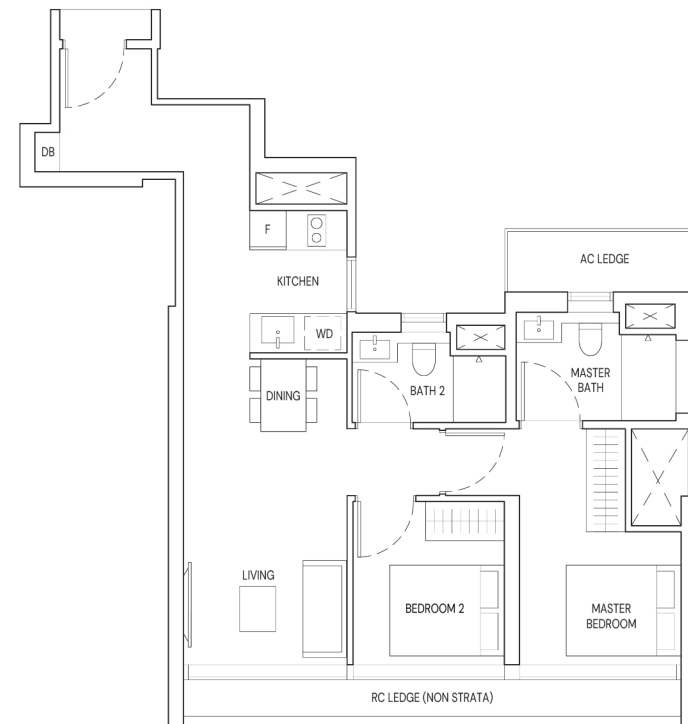 DB
F
AC LEDGE
KITCHEN
WD
MASTER
BATH
BATH 2
DINING
LIVING
BEDROOM 2
MASTER
BEDROOM
RC LEDGE (NON STRATA)